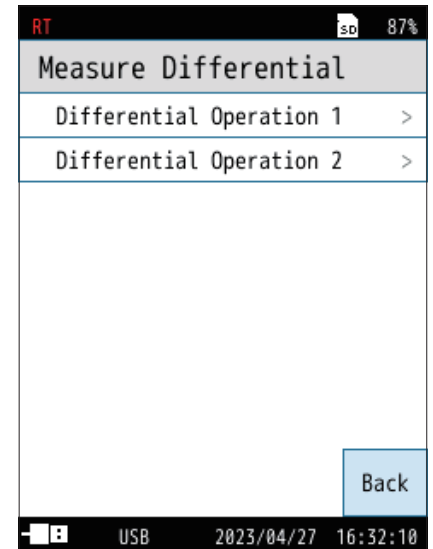 RT SD 87%
Measure Differential
Differential Operation 1 >
Differential Operation 2 >
Back
USB 2023/04/27 16:32:10